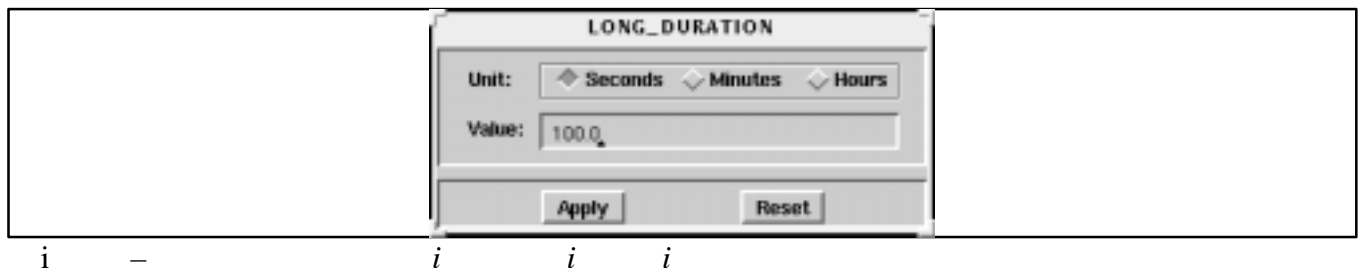 LONG_DURATION
Unit: Seconds Minutes Hours
Value: 100.0
Apply Reset
i – i i i